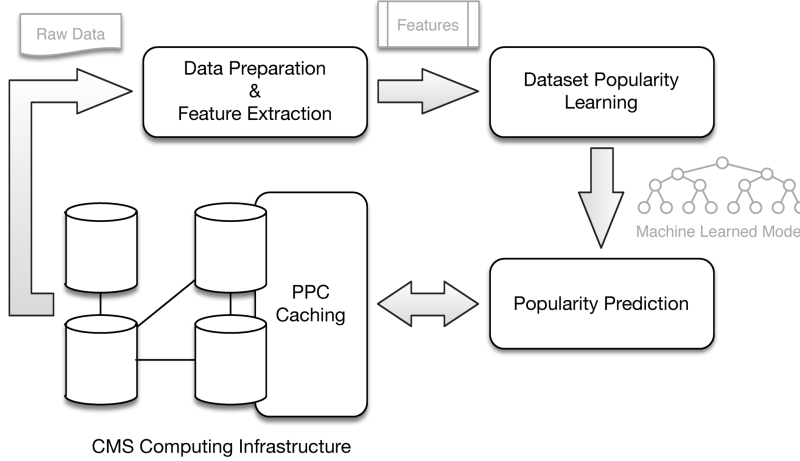 Raw Data
Features
Data Preparation
&
Feature Extraction
Dataset Popularity
Learning
Machine Learned Mode
PPC
Caching
Popularity Prediction
CMS Computing Infrastructure